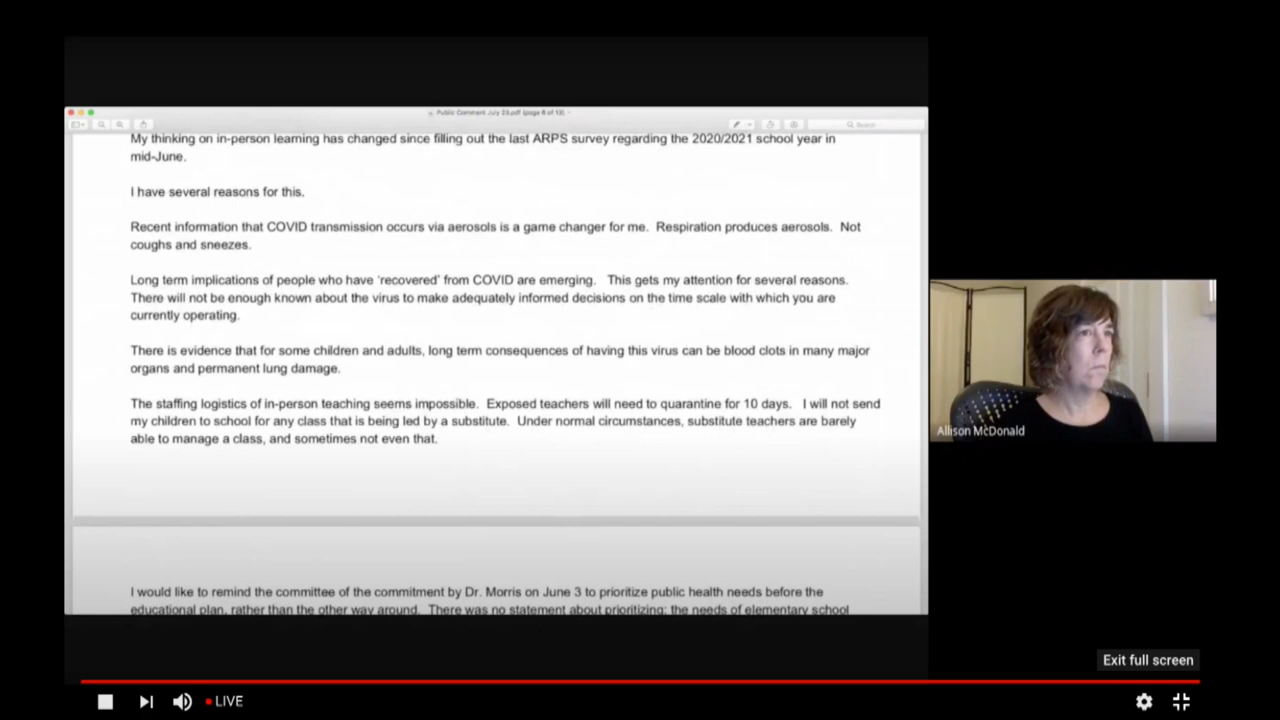 Public Comment July 23.pdf (page 6 of 13)
Search
My thinking on in-person learning has changed since filling out the last ARPS survey regarding the 2020/2021 school year in
mid-June.
I have several reasons for this.
Recent information that COVID transmission occurs via aerosols is a game changer for me.  Respiration produces aerosols.  Not
coughs and sneezes.
Long term implications of people who have 'recovered' from COVID are emerging.   This gets my attention for several reasons.
There will not be enough known about the virus to make adequately informed decisions on the time scale with which you are
currently operating.
There is evidence that for some children and adults, long term consequences of having this virus can be blood clots in many major
organs and permanent lung damage.
The staffing logistics of in-person teaching seems impossible.  Exposed teachers will need to quarantine for 10 days.   I will not send
my children to school for any class that is being led by a substitute.  Under normal circumstances, substitute teachers are barely
able to manage a class, and sometimes not even that.
Allison McDonald
I would like to remind the committee of the commitment by Dr. Morris on June 3 to prioritize public health needs before the
educational plan, rather than the other way around.  There was no statement about prioritizing: the needs of elementary school
Exit full screen
LIVE